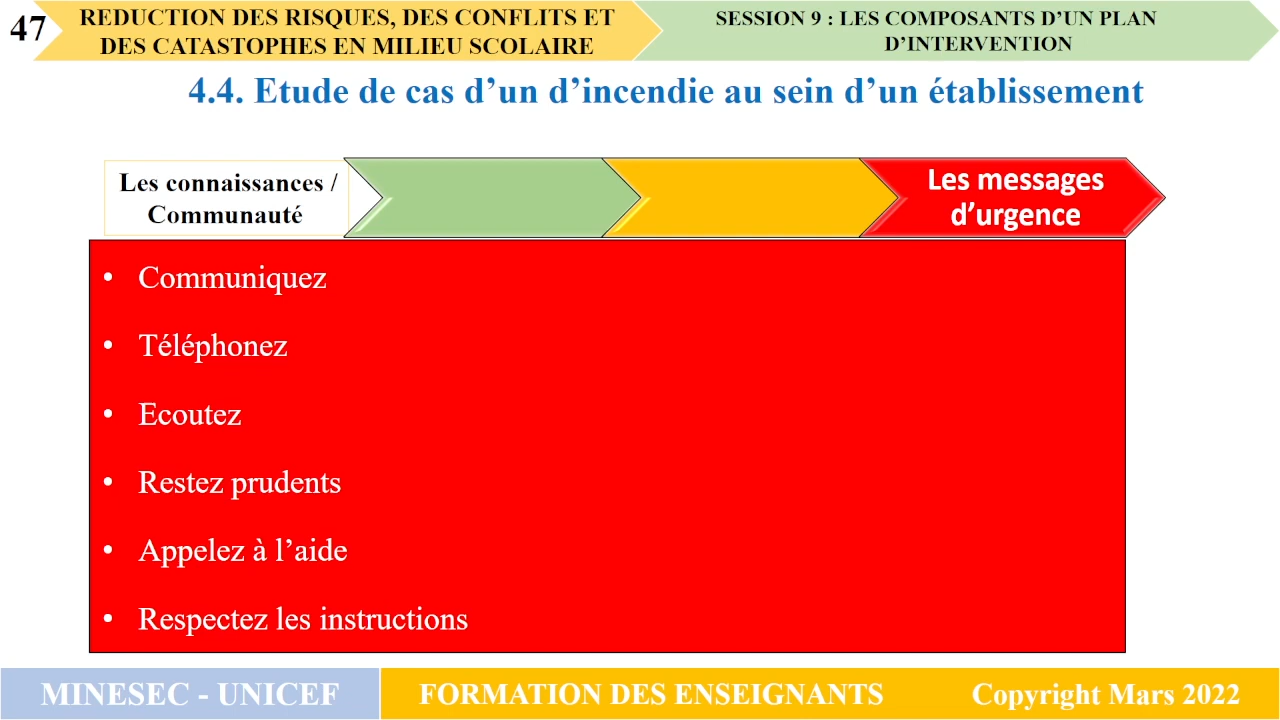 47
REDUCTION DES RISQUES, DES CONFLITS ET
DES CATASTOPHES EN MILIEU SCOLAIRE
SESSION 9 : LES COMPOSANTS D’UN PLAN
D’INTERVENTION
4.4. Etude de cas d’un d’incendie au sein d’un établissement
Les connaissances /
Communauté
Les messages
d’urgence
• Communiquez
• Téléphonez
• Ecoutez
• Restez prudents
• Appelez à l’aide
• Respectez les instructions
MINESEC - UNICEF
FORMATION DES ENSEIGNANTS
Copyright Mars 2022